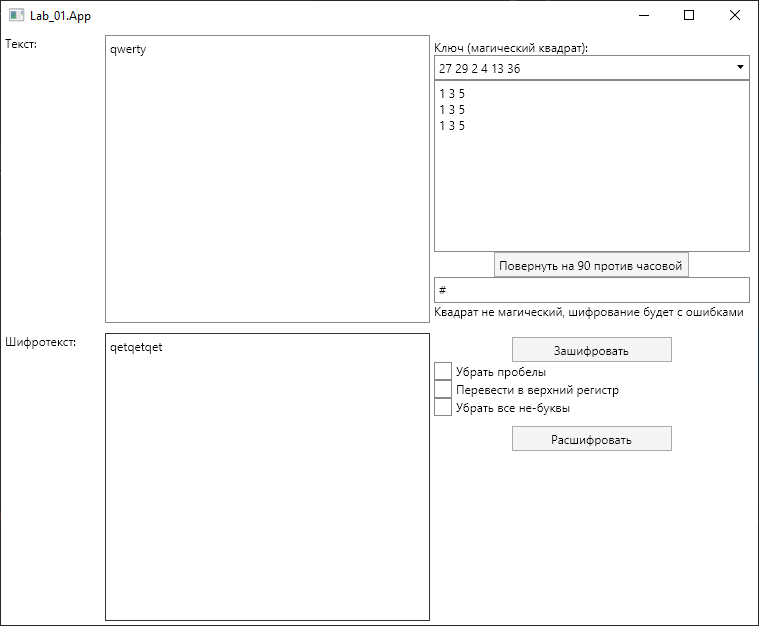 Lab_01.App
Текст:
qwerty
Ключ (магический квадрат):
27 29 2 4 13 36
1 3 5
1 3 5
1 3 5
Повернуть на 90 против часовой
#
Квадрат не магический, шифрование будет с ошибками
Шифротекст:
qetqetqet
Зашифровать
Убрать пробелы
Перевести в верхний регистр
Убрать все не-буквы
Расшифровать